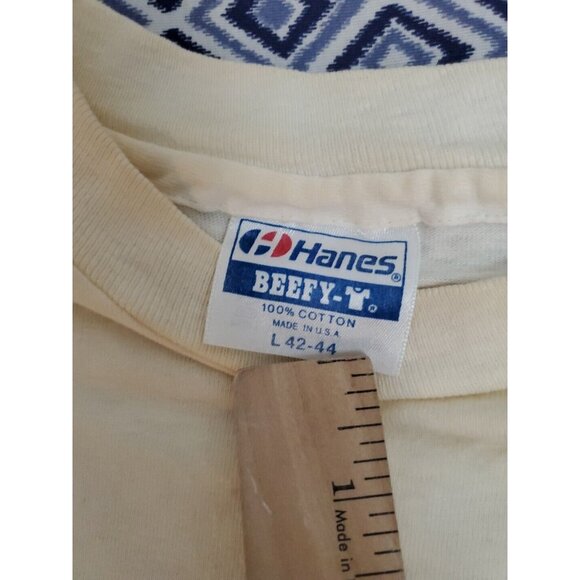 Hanes®
BEEFY-T®
100% COTTON
MADE IN U.S.A
L 42-44
1
Made in